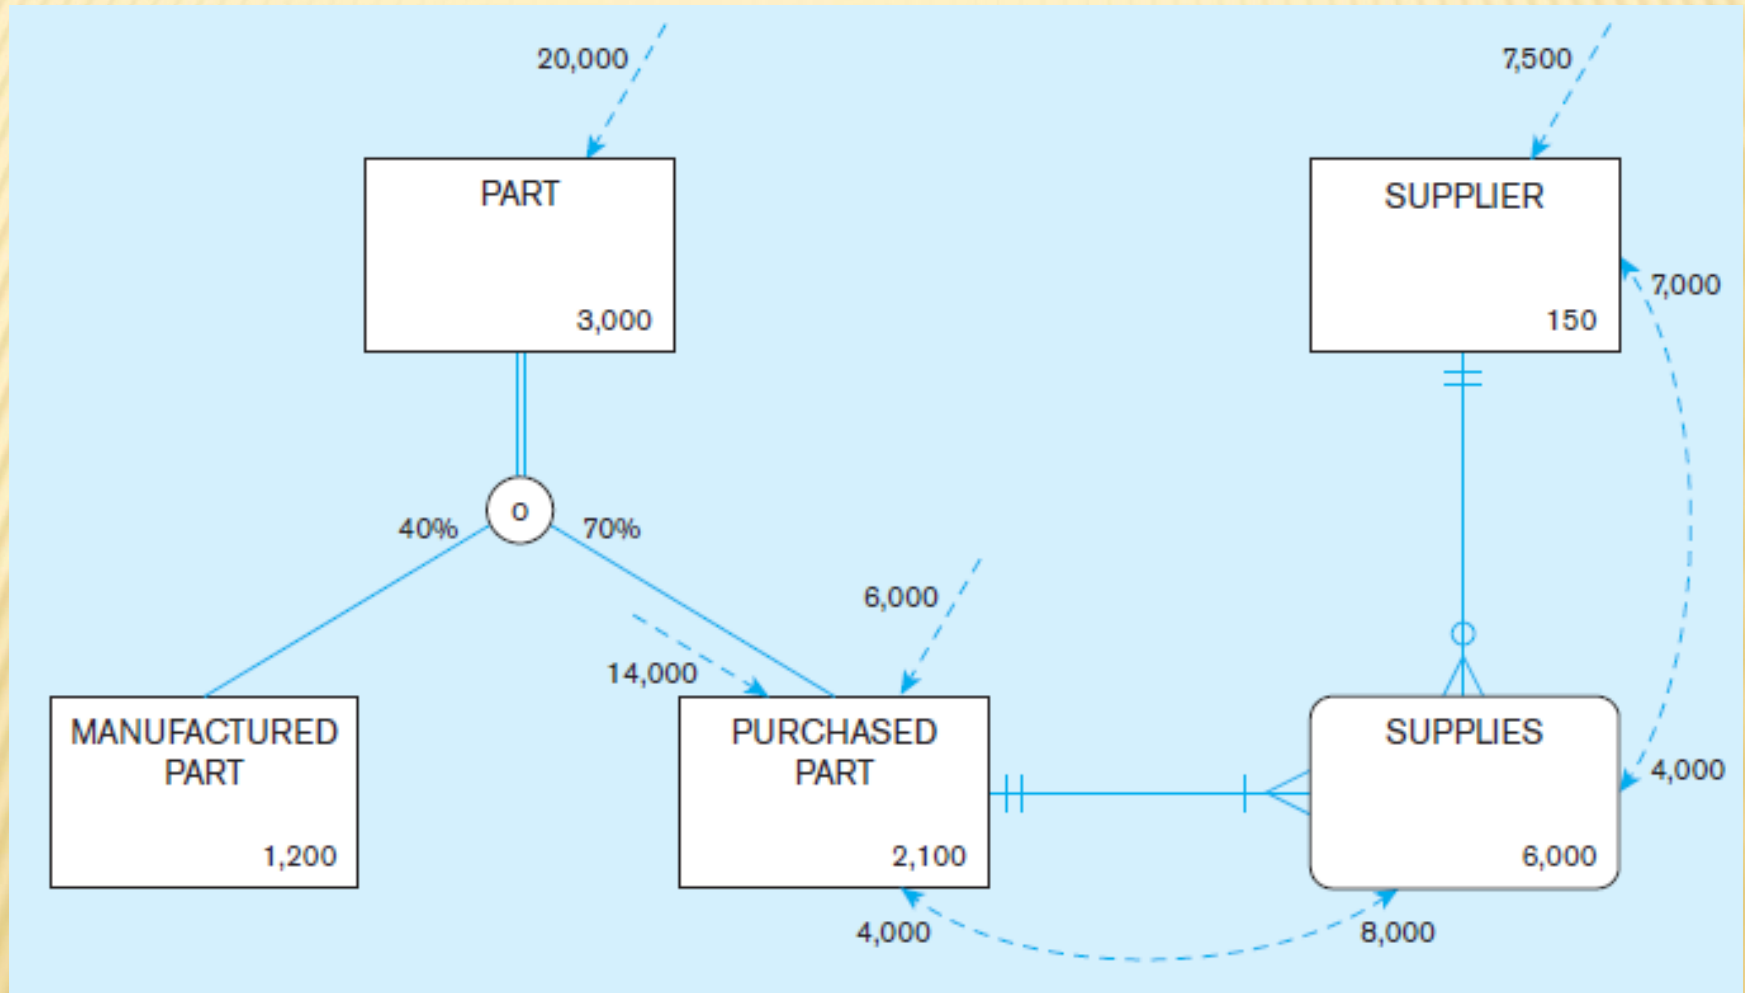 20,000
7,500
PART
3,000
SUPPLIER
150
7,000
o
40%
70%
6,000
14,000
MANUFACTURED
PART
1,200
PURCHASED
PART
2,100
SUPPLIES
6,000
4,000
4,000
8,000